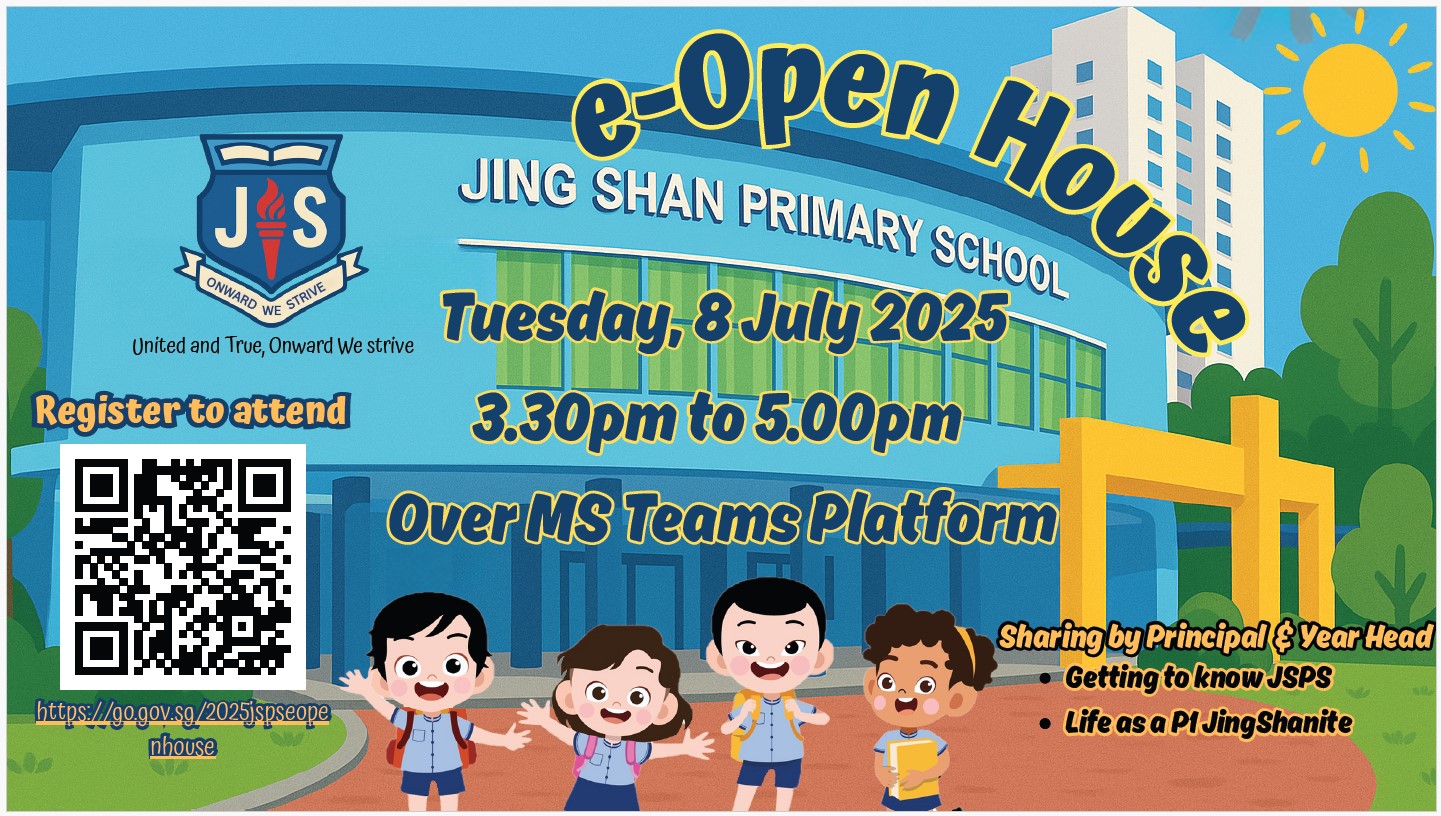 e-Open House
JING SHAN PRIMARY SCHOOL
J S
ONWARD WE STRIVE
United and True, Onward We strive
Tuesday, 8 July 2025
3.30pm to 5.00pm
Over MS Teams Platform
Register to attend
https://go.gov.sg/2025jspseope
nhouse
Sharing by Principal & Year Head
• Getting to know JSPS
• Life as a P1 JingShanite